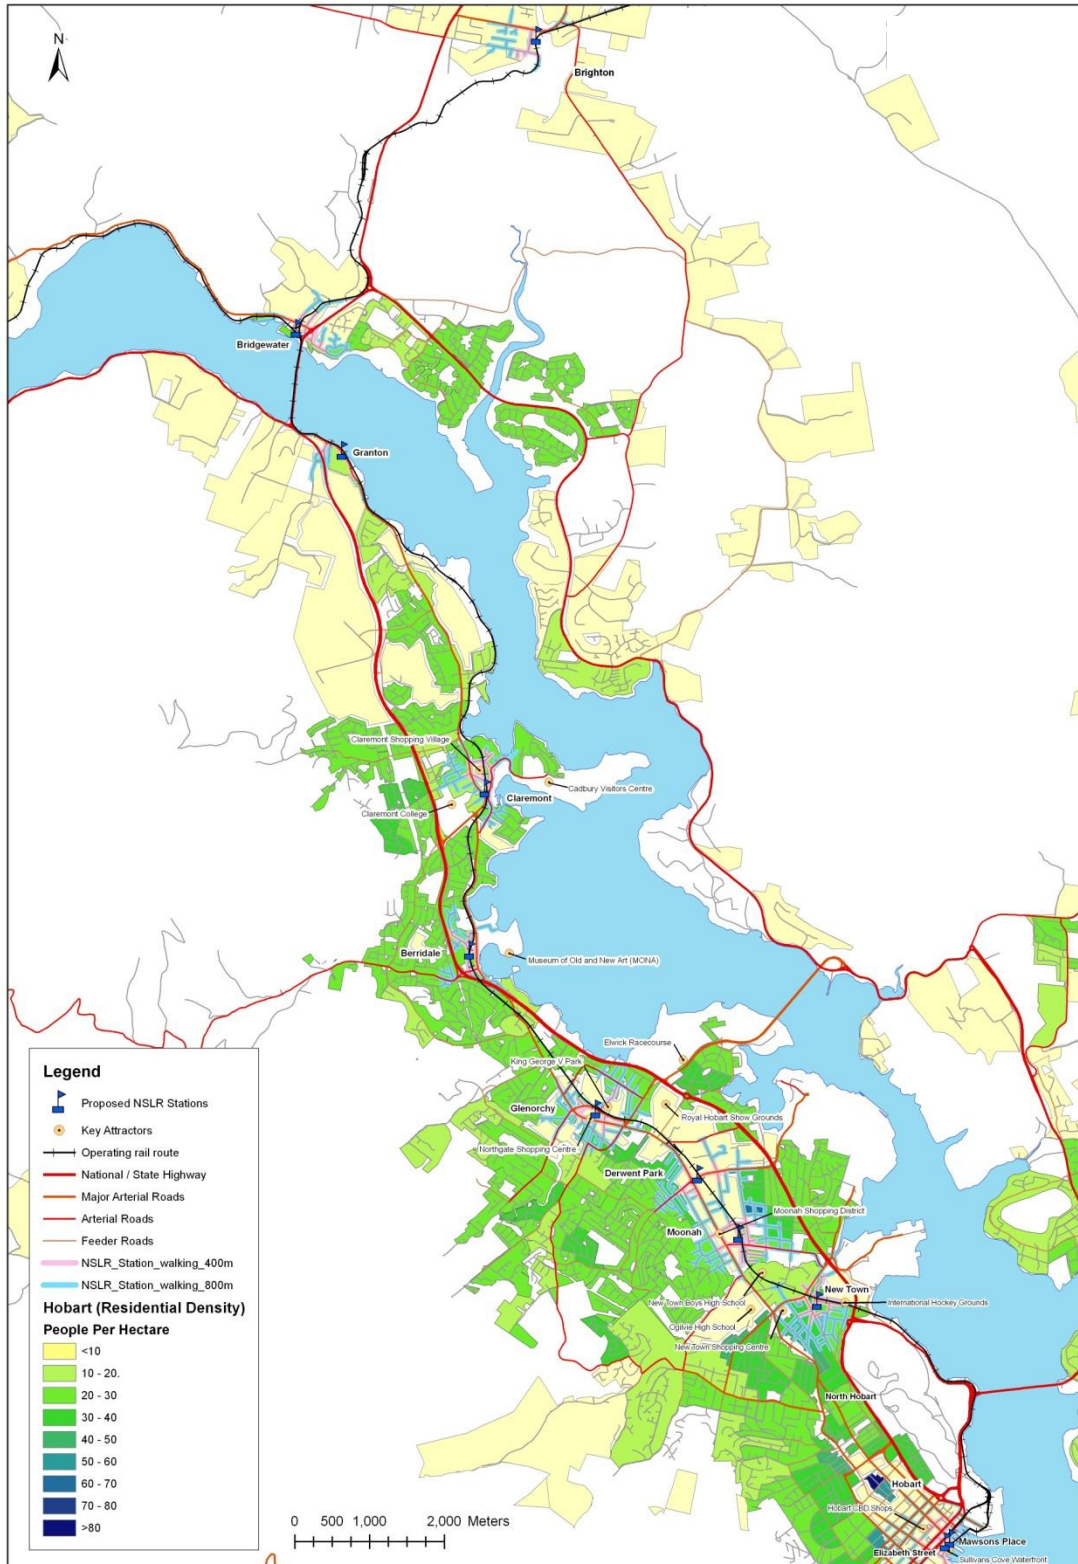 N
Brighton
Bridgewater
Granton
Claremont Shopping Village
Claremont
Cadbury Visitors Centre
Claremont College
Berridale
Museum of Old and New Art (MONA)
Elwick Racecourse
King George V Park
Glenorchy
Royal Hobart Show Grounds
Northgate Shopping Centre
Derwent Park
Moonah Shopping District
Moonah
New Town
New Town Boys High School
International Hockey Grounds
Ogilvie High School
New Town Shopping Centre
North Hobart
Hobart
Hobart CBD Shops
Mawsons Place
Elizabeth Street
Sullivans Cove Waterfront
Legend
Proposed NSLR Stations
Key Attractors
Operating rail route
National / State Highway
Major Arterial Roads
Arterial Roads
Feeder Roads
NSLR_Station_walking_400m
NSLR_Station_walking_800m
Hobart (Residential Density)
People Per Hectare
<10
10 - 20.
20 - 30
30 - 40
40 - 50
50 - 60
60 - 70
70 - 80
>80
0 500 1,000 2,000 Meters